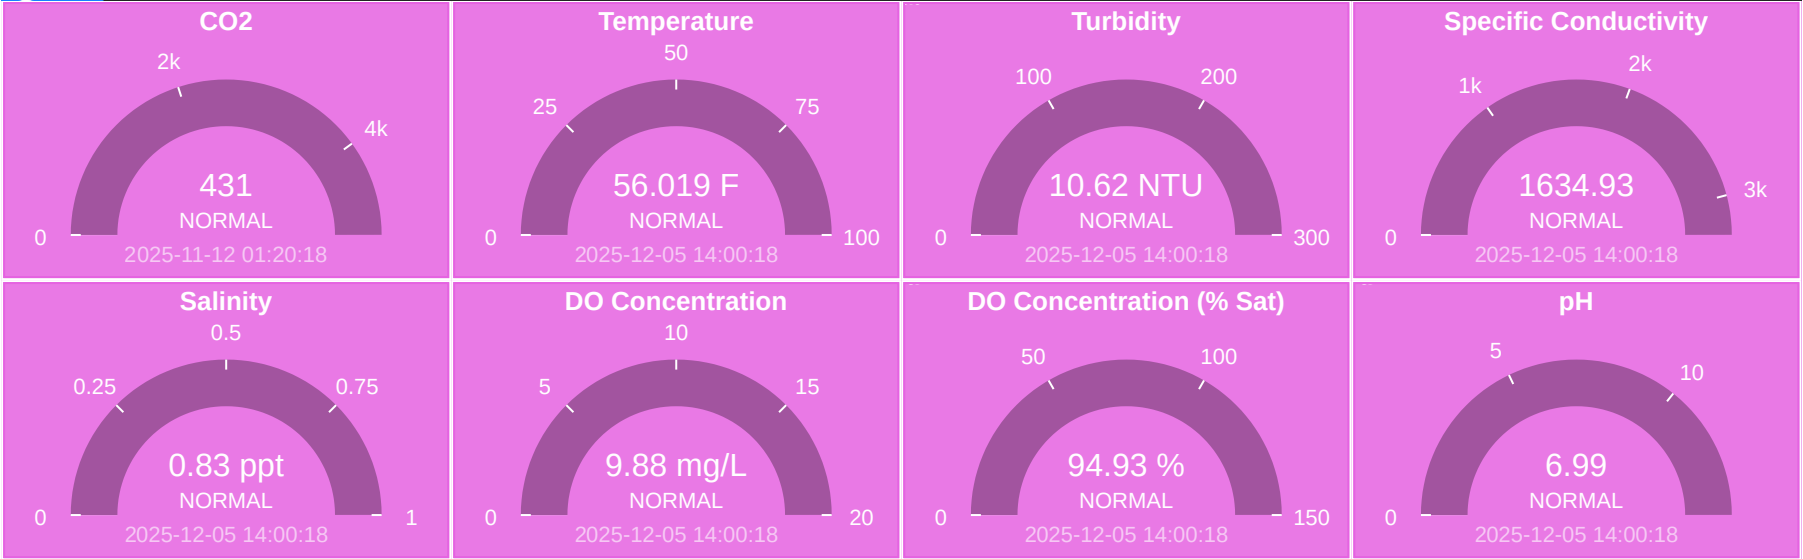 CO2
2k
4k
0
431
NORMAL
2025-11-12 01:20:18
Temperature
50
25
75
0
100
56.019 F
NORMAL
2025-12-05 14:00:18
Turbidity
100
200
0
300
10.62 NTU
NORMAL
2025-12-05 14:00:18
Specific Conductivity
1k
2k
3k
0
1634.93
NORMAL
2025-12-05 14:00:18
Salinity
0.5
0.25
0.75
0
1
0.83 ppt
NORMAL
2025-12-05 14:00:18
DO Concentration
10
5
15
0
20
9.88 mg/L
NORMAL
2025-12-05 14:00:18
DO Concentration (% Sat)
50
100
0
150
94.93 %
NORMAL
2025-12-05 14:00:18
pH
5
10
0
6.99
NORMAL
2025-12-05 14:00:18